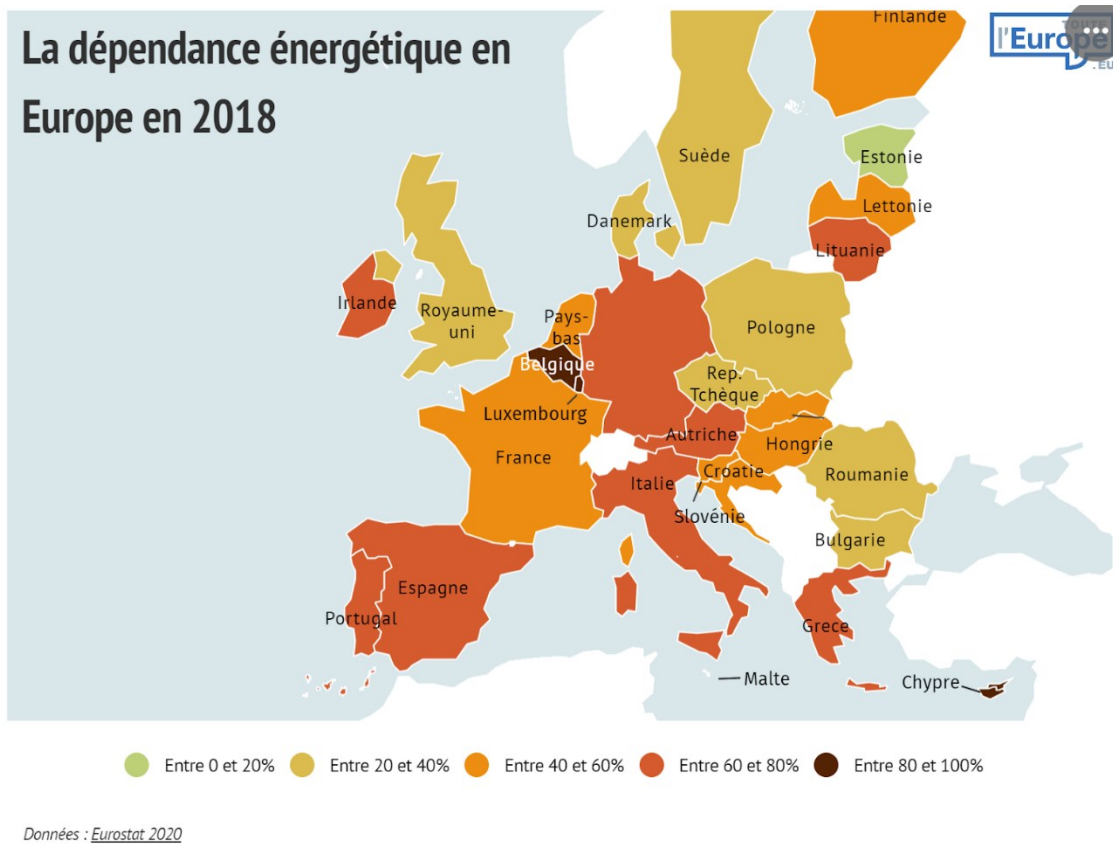 La dépendance énergétique en
Europe en 2018
Finlande
TOUTE
l'Europe
.EU
Suède
Estonie
Lettonie
Danemark
Lituanie
Irlande
Royaume-
uni
Pays-
bas
Pologne
Belgique
Rep.
Tchèque
Luxembourg
Autriche
Hongrie
France
Italie
Croatie
Roumanie
Slovénie
Bulgarie
Espagne
Portugal
Grece
Malte
Chypre
Entre 0 et 20%
Entre 20 et 40%
Entre 40 et 60%
Entre 60 et 80%
Entre 80 et 100%
Données : Eurostat 2020